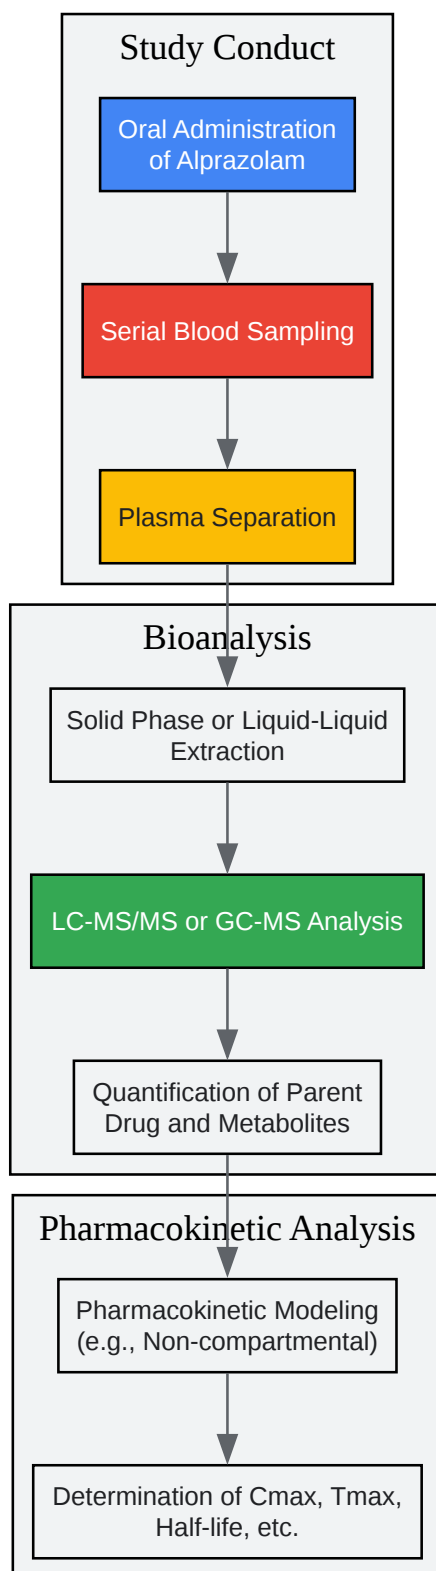 Study Conduct
Oral Administration
of Alprazolam
Serial Blood Sampling
Plasma Separation
Bioanalysis
Solid Phase or Liquid-Liquid
Extraction
LC-MS/MS or GC-MS Analysis
Quantification of Parent
Drug and Metabolites
Pharmacokinetic Analysis
Pharmacokinetic Modeling
(e.g., Non-compartmental)
Determination of Cmax, Tmax,
Half-life, etc.